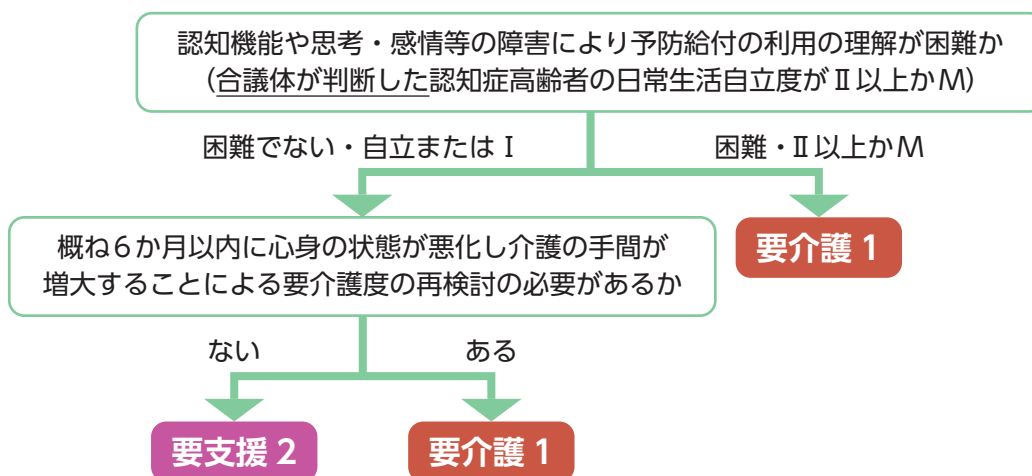 認知機能や思考・感情等の障害により予防給付の利用の理解が困難か
(合議体が判断した認知症高齢者の日常生活自立度がⅡ以上かM)
困難でない・自立またはⅠ
困難・Ⅱ以上かM
概ね6か月以内に心身の状態が悪化し介護の手間が
増大することによる要介護度の再検討の必要があるか
要介護1
ない
ある
要支援2
要介護1